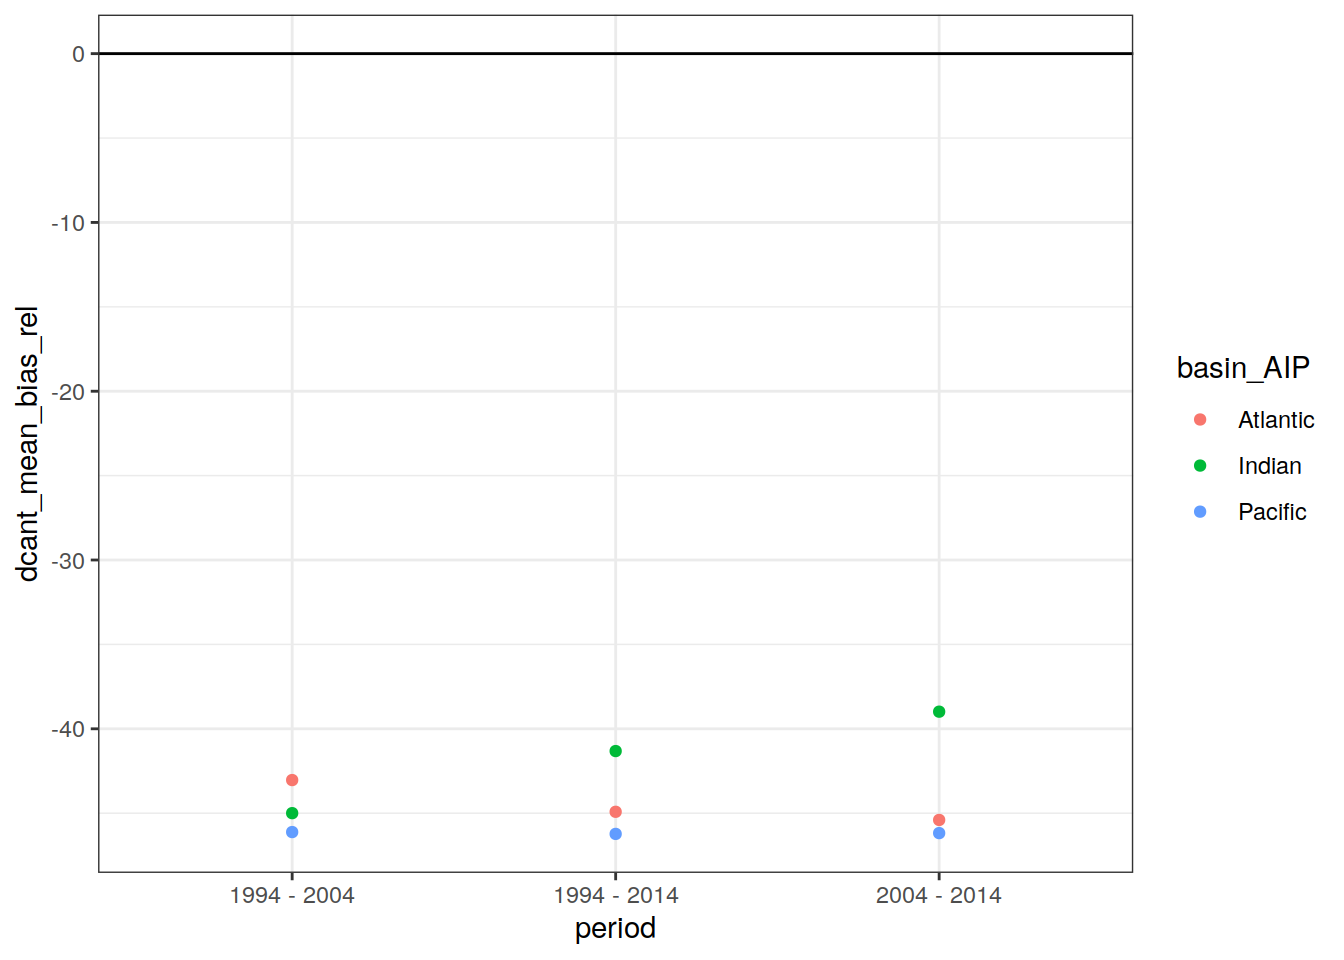 dcant_mean_bias_rel
0
-10
-20
-30
-40
1994 - 2004
1994 - 2014
2004 - 2014
period
basin_AIP
Atlantic
Indian
Pacific